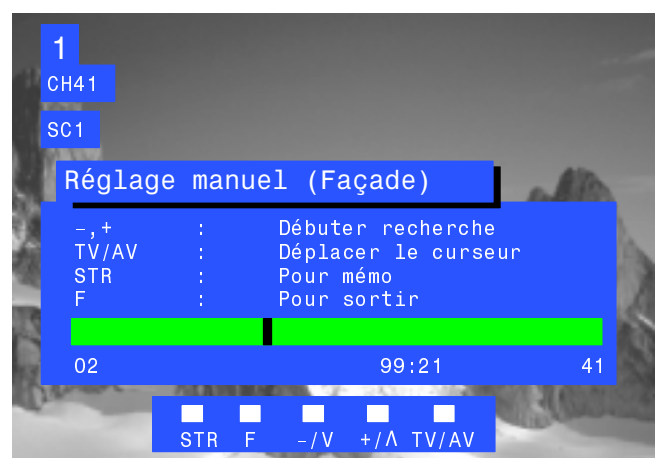 1
CH41
SC1
Réglage manuel (Façade)
–,+ : Débuter recherche
TV/AV : Déplacer le curseur
STR : Pour mémo
F : Pour sortir
02 99:21 41
STR F –/V +/Λ TV/AV